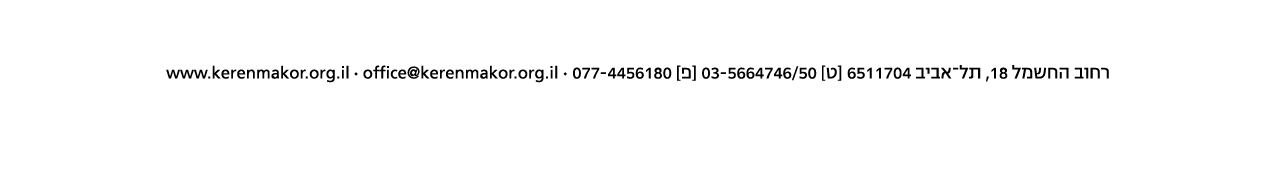 רחוב החשמל 18, תל־אביב 6511704 [ט] 03-5664746/50 [פ] 077-4456180 · office@kerenmakor.org.il · www.kerenmakor.org.il